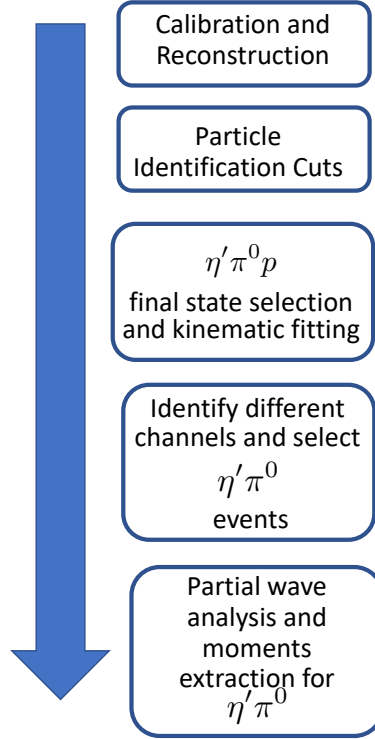 Calibration and
Reconstruction
Particle
Identification Cuts
η′π⁰p
final state selection
and kinematic fitting
Identify different
channels and select
η′π⁰
events
Partial wave
analysis and
moments
extraction for
η′π⁰